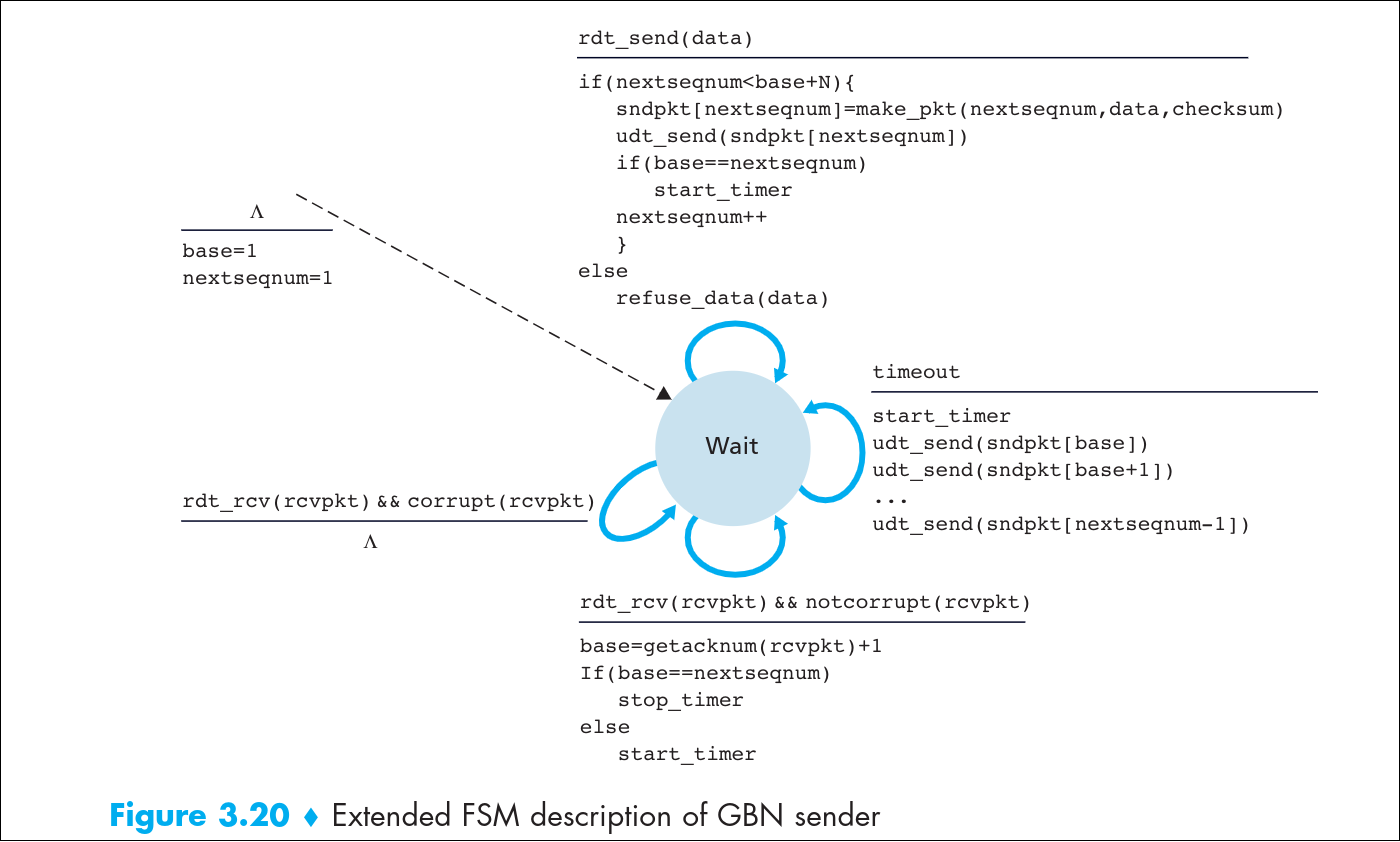 rdt_send(data)
if(nextseqnum<base+N){
sndpkt[nextseqnum]=make_pkt(nextseqnum,data,checksum)
udt_send(sndpkt[nextseqnum])
if(base==nextseqnum)
start_timer
nextseqnum++
}
else
refuse_data(data)
Λ
base=1
nextseqnum=1
timeout
start_timer
udt_send(sndpkt[base])
udt_send(sndpkt[base+1])
...
udt_send(sndpkt[nextseqnum-1])
Wait
rdt_rcv(rcvpkt) && corrupt(rcvpkt)
Λ
rdt_rcv(rcvpkt) && notcorrupt(rcvpkt)
base=getacknum(rcvpkt)+1
If(base==nextseqnum)
stop_timer
else
start_timer
Figure 3.20 ♦ Extended FSM description of GBN sender